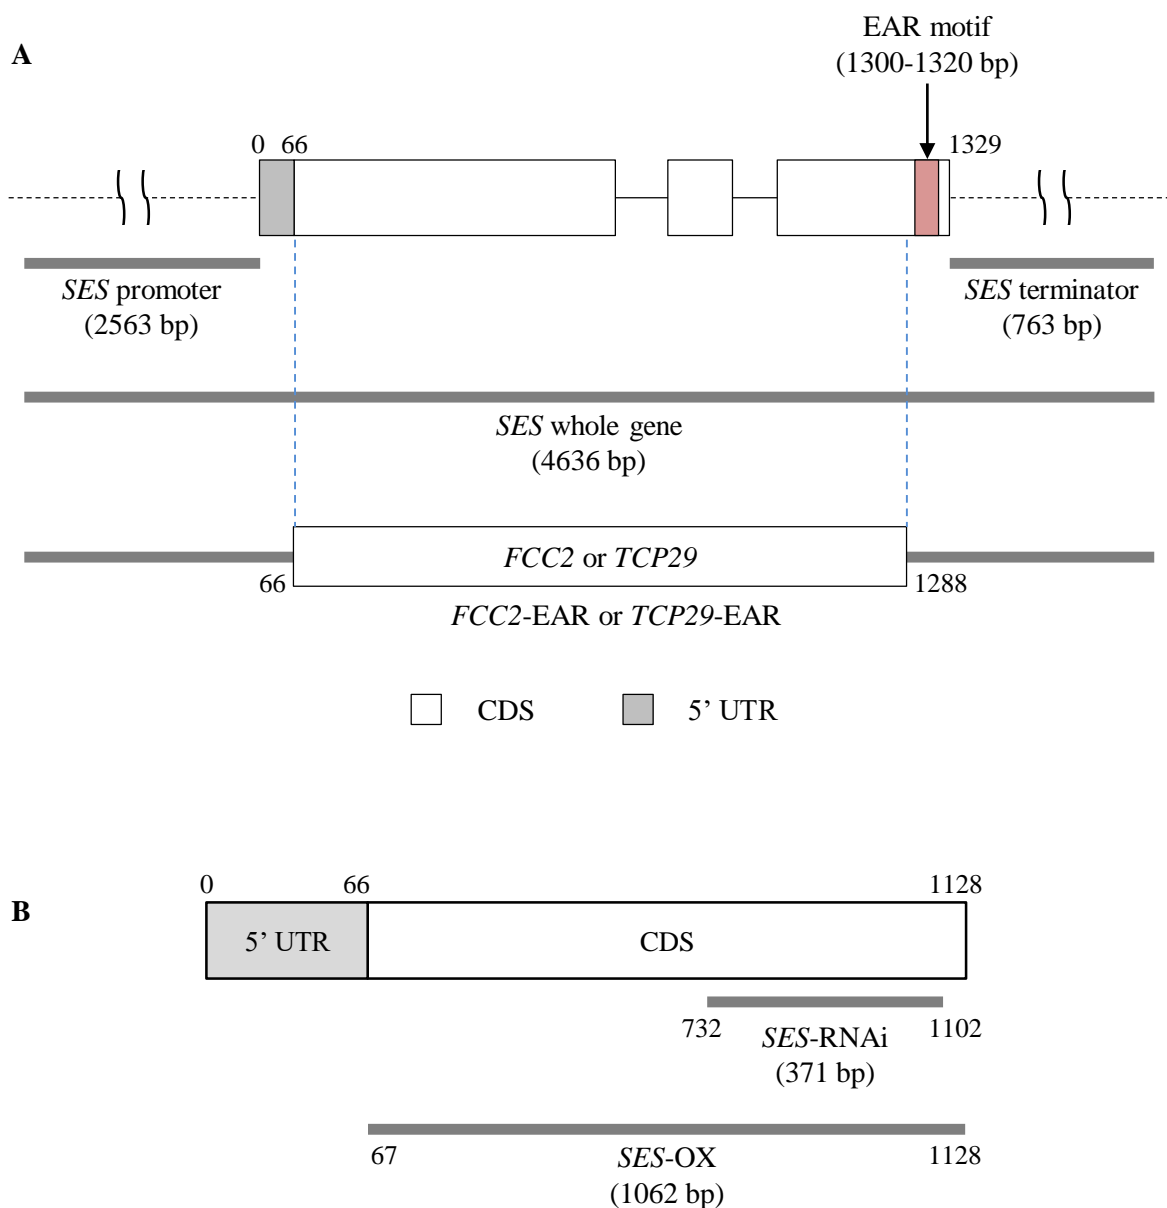 A
EAR motif
(1300-1320 bp)
0 66 1329
SES promoter
(2563 bp)
SES terminator
(763 bp)
SES whole gene
(4636 bp)
FCC2 or TCP29
66 1288
FCC2-EAR or TCP29-EAR
CDS 5’ UTR
B
0 66 1128
5’ UTR CDS
732 1102
SES-RNAi
(371 bp)
67 SES-OX 1128
(1062 bp)